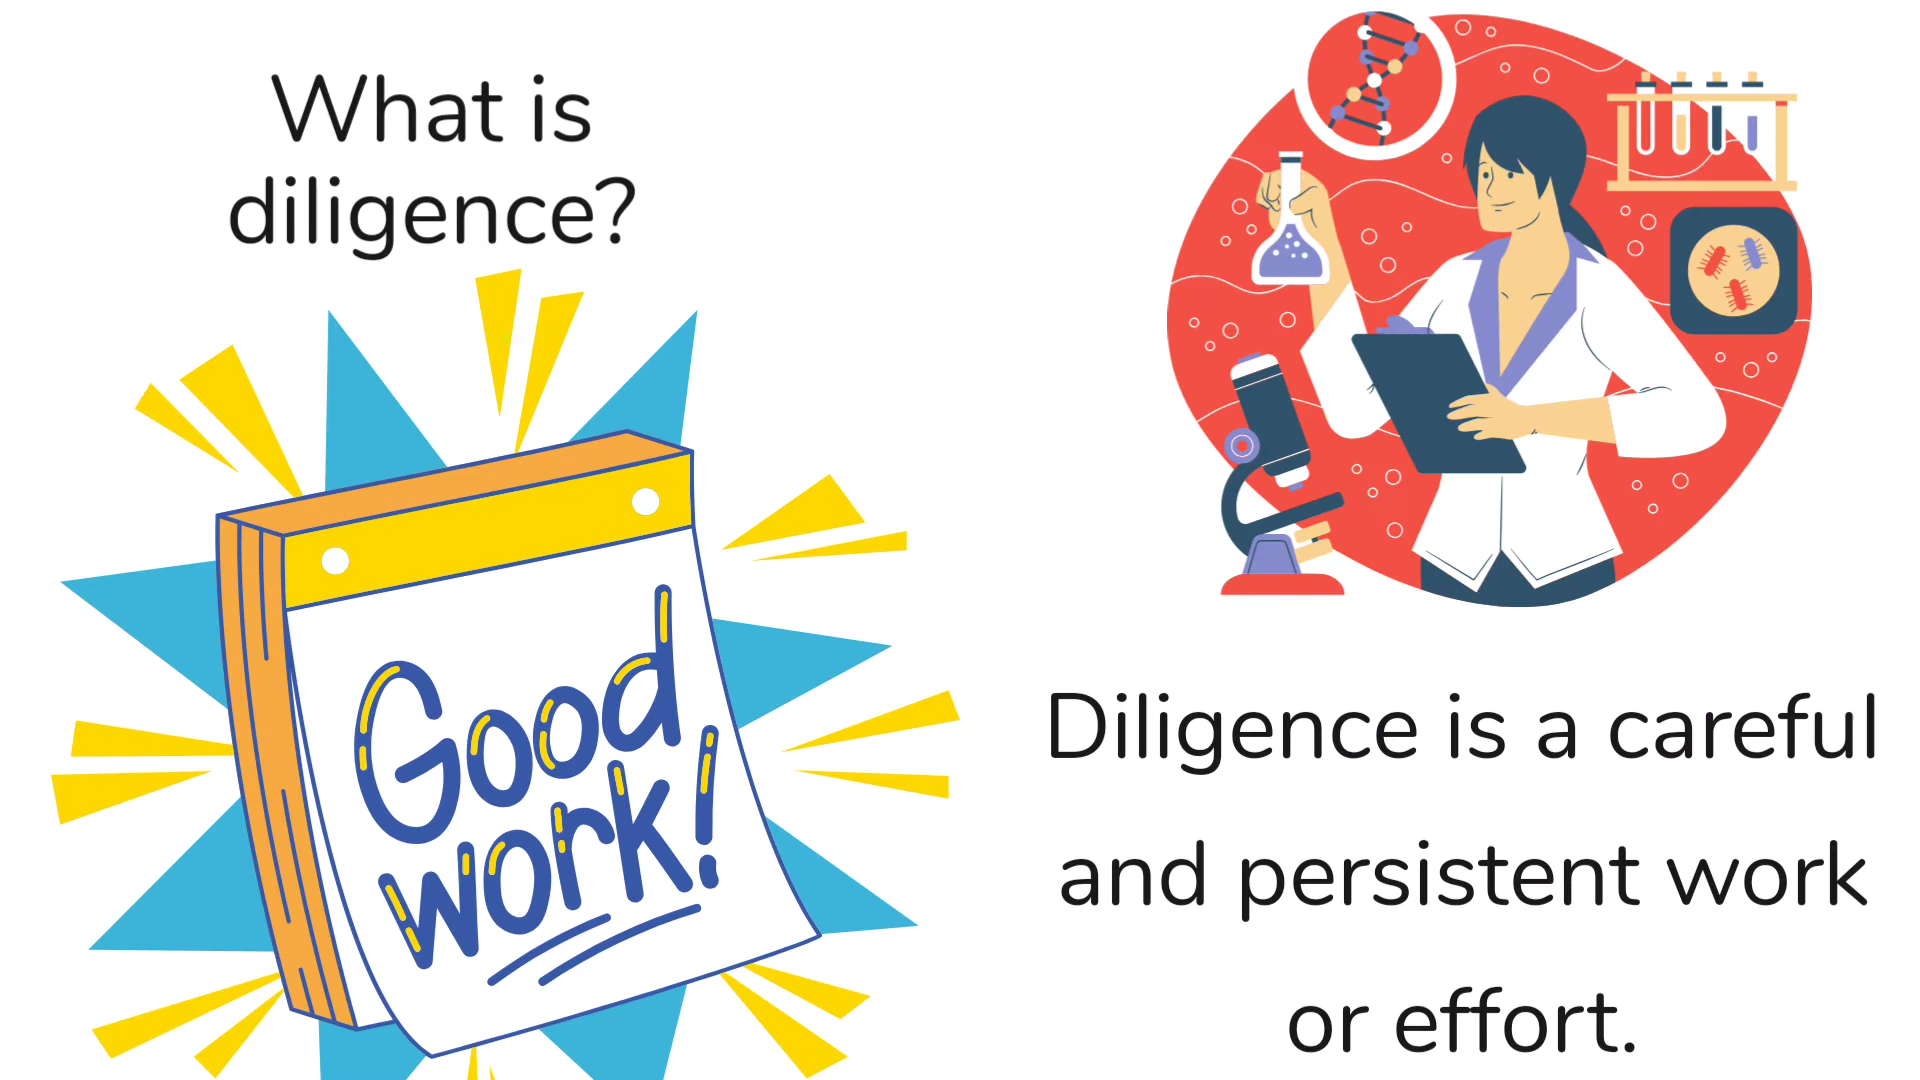 What is
diligence?
Good
work!
Diligence is a careful
and persistent work
or effort.